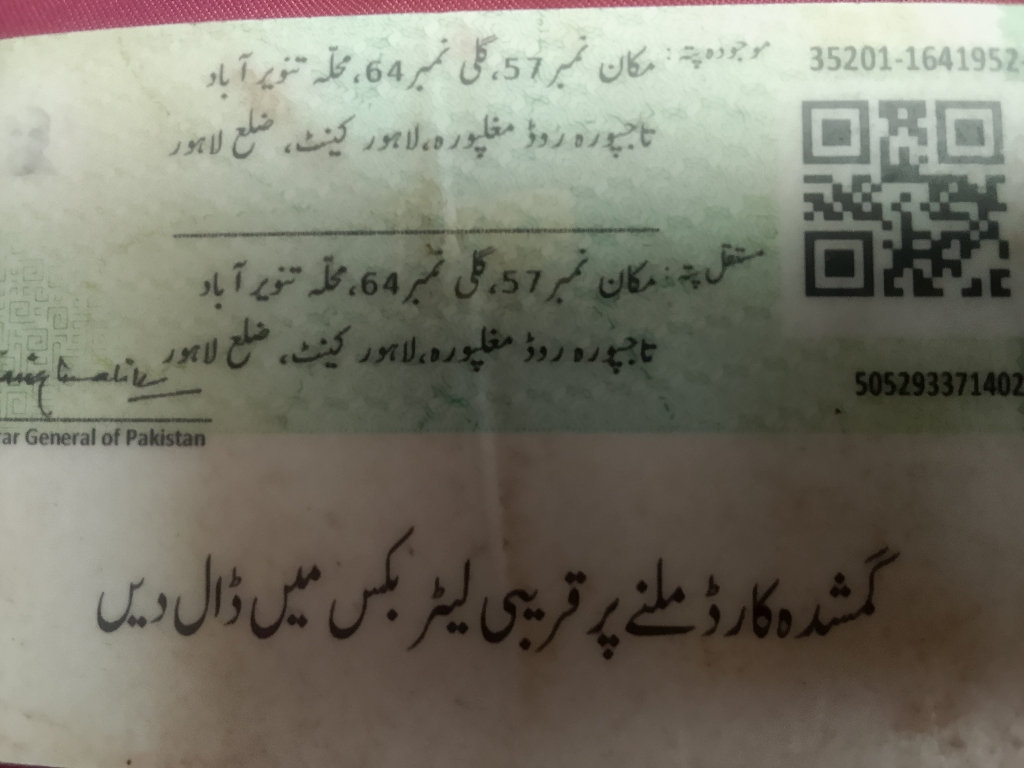 35201-1641952-
موجودہ پتہ: مکان نمبر 57، گلی نمبر 64، محلّہ تنویر آباد
تاجپورہ روڈ مغلپورہ، لاہور کینٹ، ضلع لاہور
مستقل پتہ: مکان نمبر 57، گلی نمبر 64، محلّہ تنویر آباد
تاجپورہ روڈ مغلپورہ، لاہور کینٹ، ضلع لاہور
505293371402
rar General of Pakistan
گمشدہ کارڈ ملنے پر قریبی لیٹر بکس میں ڈال دیں